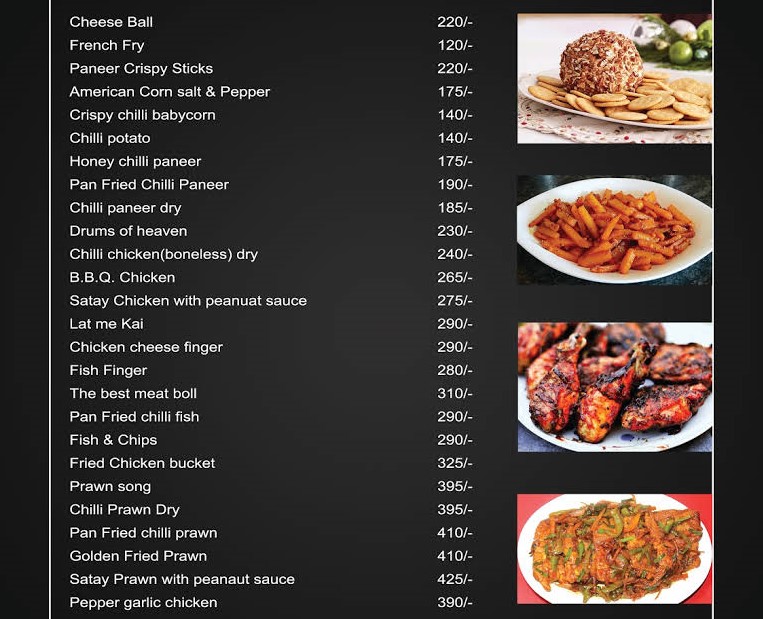 Cheese Ball 220/-
French Fry 120/-
Paneer Crispy Sticks 220/-
American Corn salt & Pepper 175/-
Crispy chilli babycorn 140/-
Chilli potato 140/-
Honey chilli paneer 175/-
Pan Fried Chilli Paneer 190/-
Chilli paneer dry 185/-
Drums of heaven 230/-
Chilli chicken(boneless) dry 240/-
B.B.Q. Chicken 265/-
Satay Chicken with peanuat sauce 275/-
Lat me Kai 290/-
Chicken cheese finger 290/-
Fish Finger 280/-
The best meat boll 310/-
Pan Fried chilli fish 290/-
Fish & Chips 290/-
Fried Chicken bucket 325/-
Prawn song 395/-
Chilli Prawn Dry 395/-
Pan Fried chilli prawn 410/-
Golden Fried Prawn 410/-
Satay Prawn with peanaut sauce 425/-
Pepper garlic chicken 390/-